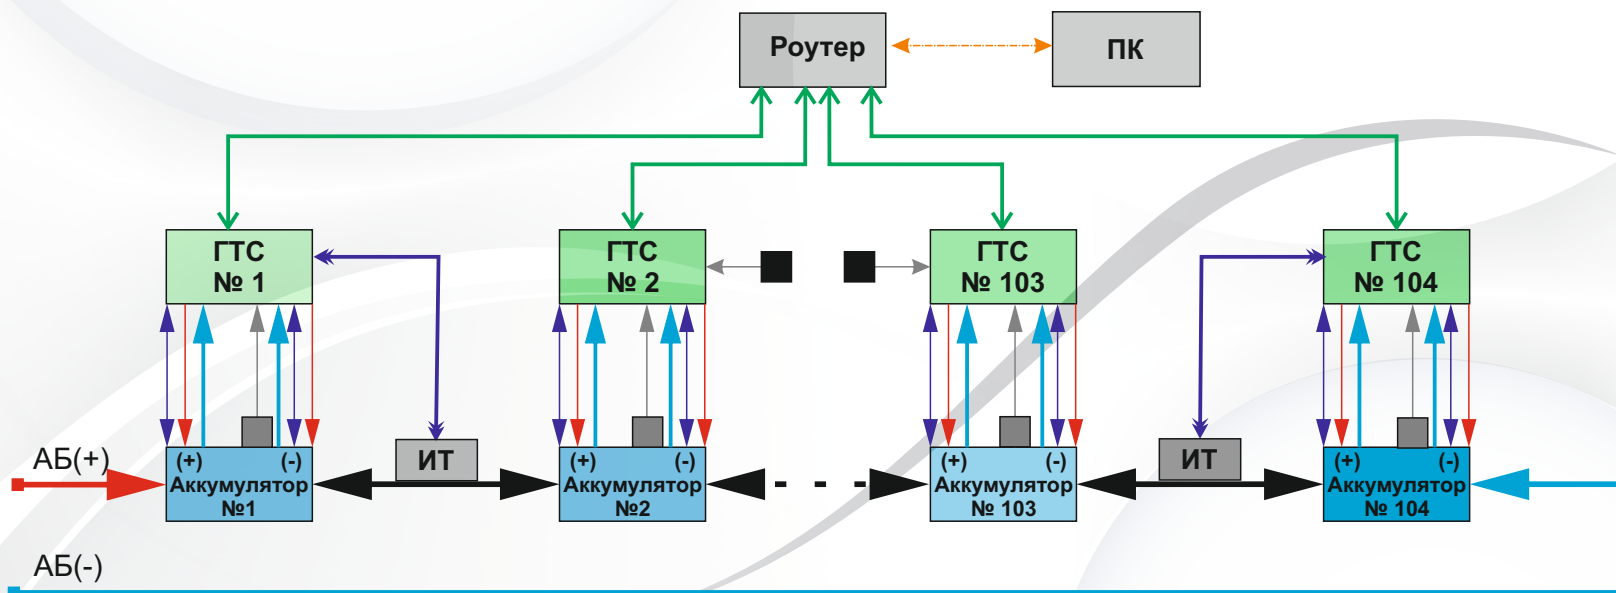 Роутер
ПК
ГТС
№ 1
ГТС
№ 2
ГТС
№ 103
ГТС
№ 104
АБ(+)
(+) (-)
Аккумулятор
№1
ИТ
(+) (-)
Аккумулятор
№2
(+) (-)
Аккумулятор
№ 103
ИТ
(+) (-)
Аккумулятор
№ 104
АБ(-)